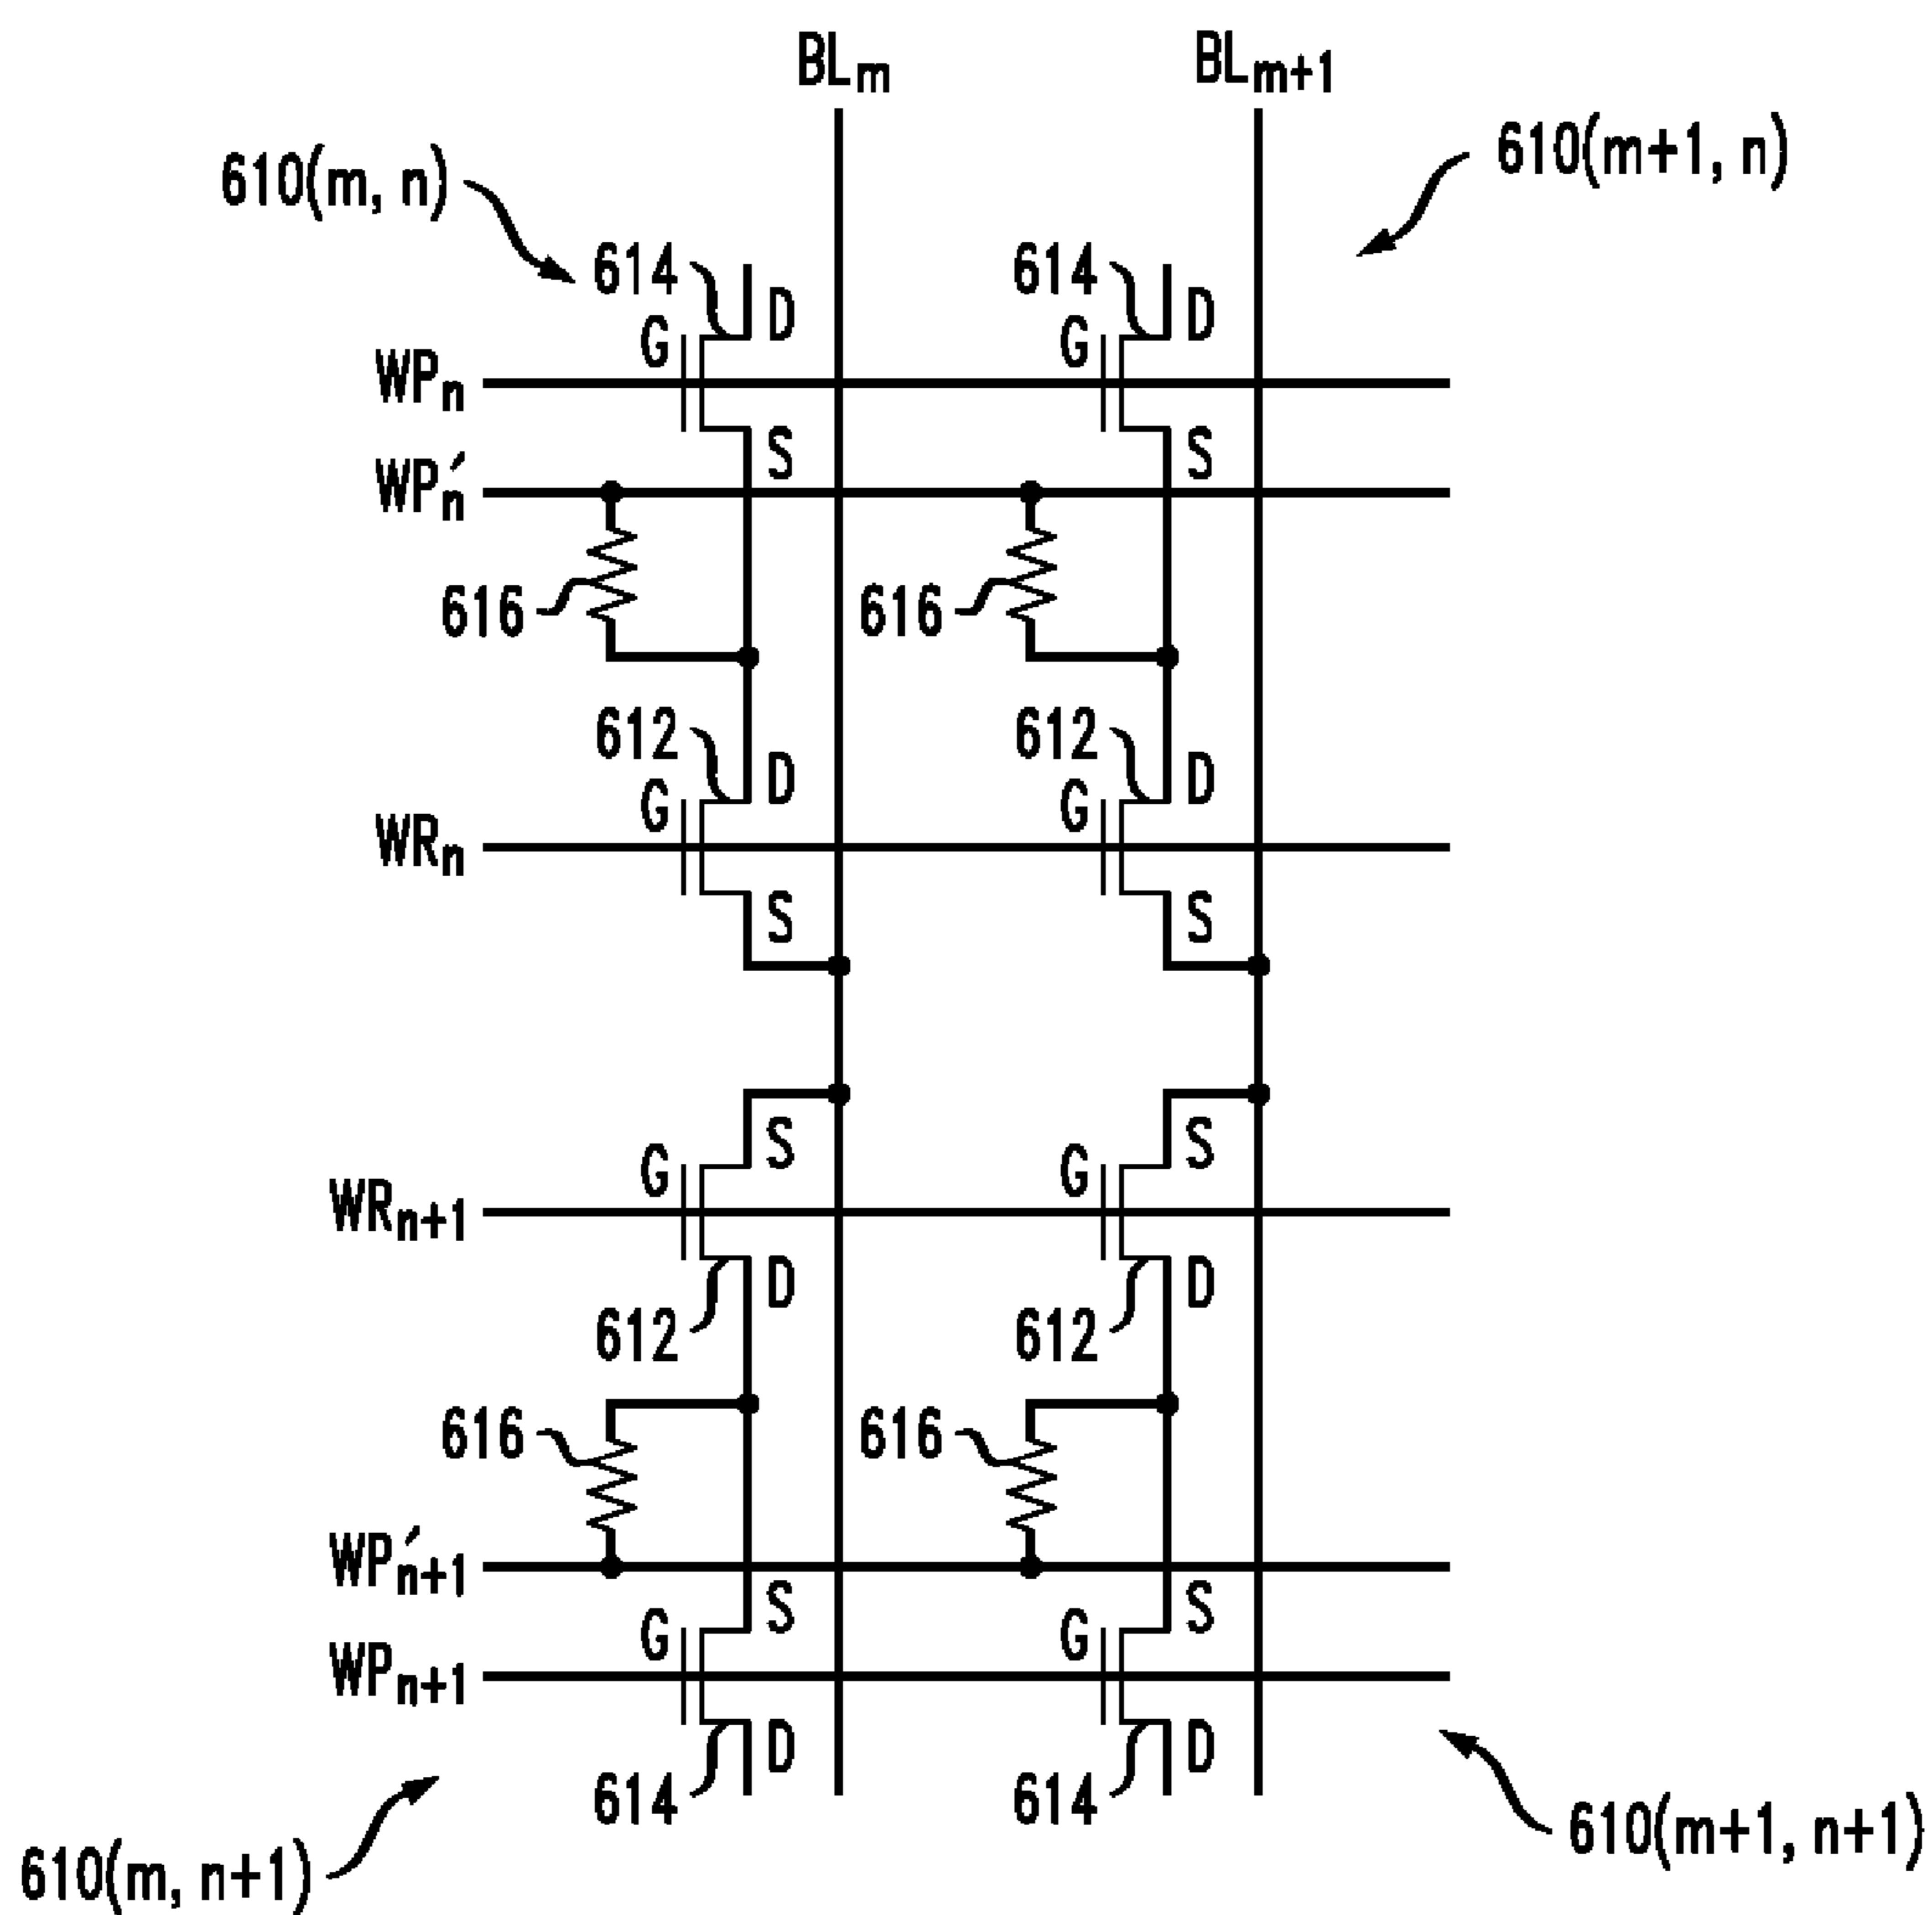 BLm BLm+1
610(m, n) 610(m+1, n)
614 D 614 D
G G
WPn
S S
WP′n
616 616
612 D 612 D
G G
WRn
S S
S S
G G
WRn+1
D D
612 612
616 616
WP′n+1
S S
G G
WPn+1
D D
614 614
610(m+1, n+1)
610(m, n+1)